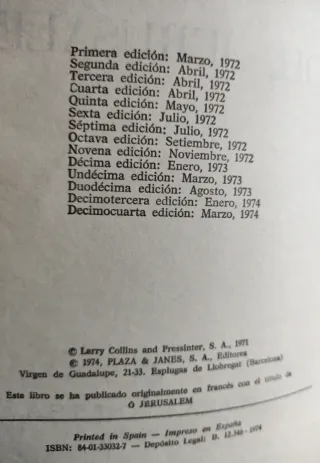 Primera edición: Marzo, 1972
Segunda edición: Abril, 1972
Tercera edición: Abril, 1972
Cuarta edición: Abril, 1972
Quinta edición: Mayo, 1972
Sexta edición: Julio, 1972
Séptima edición: Julio, 1972
Octava edición: Setiembre, 1972
Novena edición: Noviembre, 1972
Décima edición: Enero, 1973
Undécima edición: Marzo, 1973
Duodécima edición: Agosto, 1973
Decimotercera edición: Enero, 1974
Decimocuarta edición: Marzo, 1974
© Larry Collins and Pressinter, S. A., 1971
© 1974, PLAZA & JANES, S. A., Editores
Virgen de Guadalupe, 21-33. Esplugas de Llobregat (Barcelona)
Este libro se ha publicado originalmente en francés con el título de
O JERUSALEM
Printed in Spain — Impreso en España
ISBN: 84-01-33032-7 — Depósito Legal: B. 12.348 - 1974